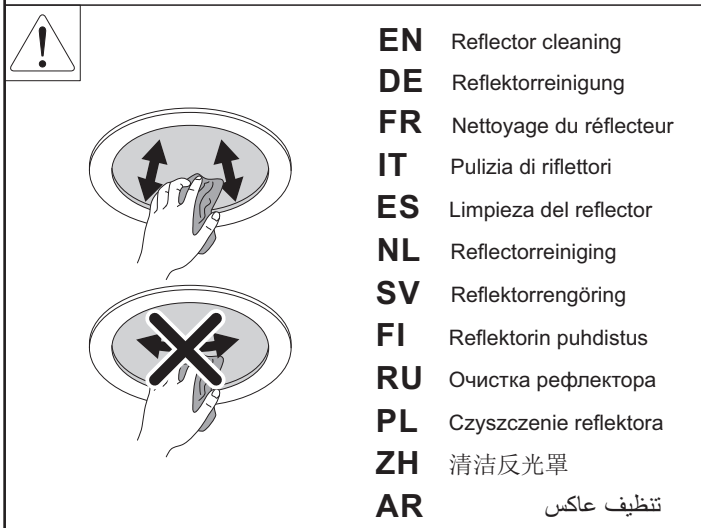 EN Reflector cleaning
DE Reflektorreinigung
FR Nettoyage du réflecteur
IT Pulizia di riflettori
ES Limpieza del reflector
NL Reflectorreiniging
SV Reflektorrengöring
FI Reflektorin puhdistus
RU Очистка рефлектора
PL Czyszczenie reflektora
ZH 清洁反光罩
AR تنظيف عاكس